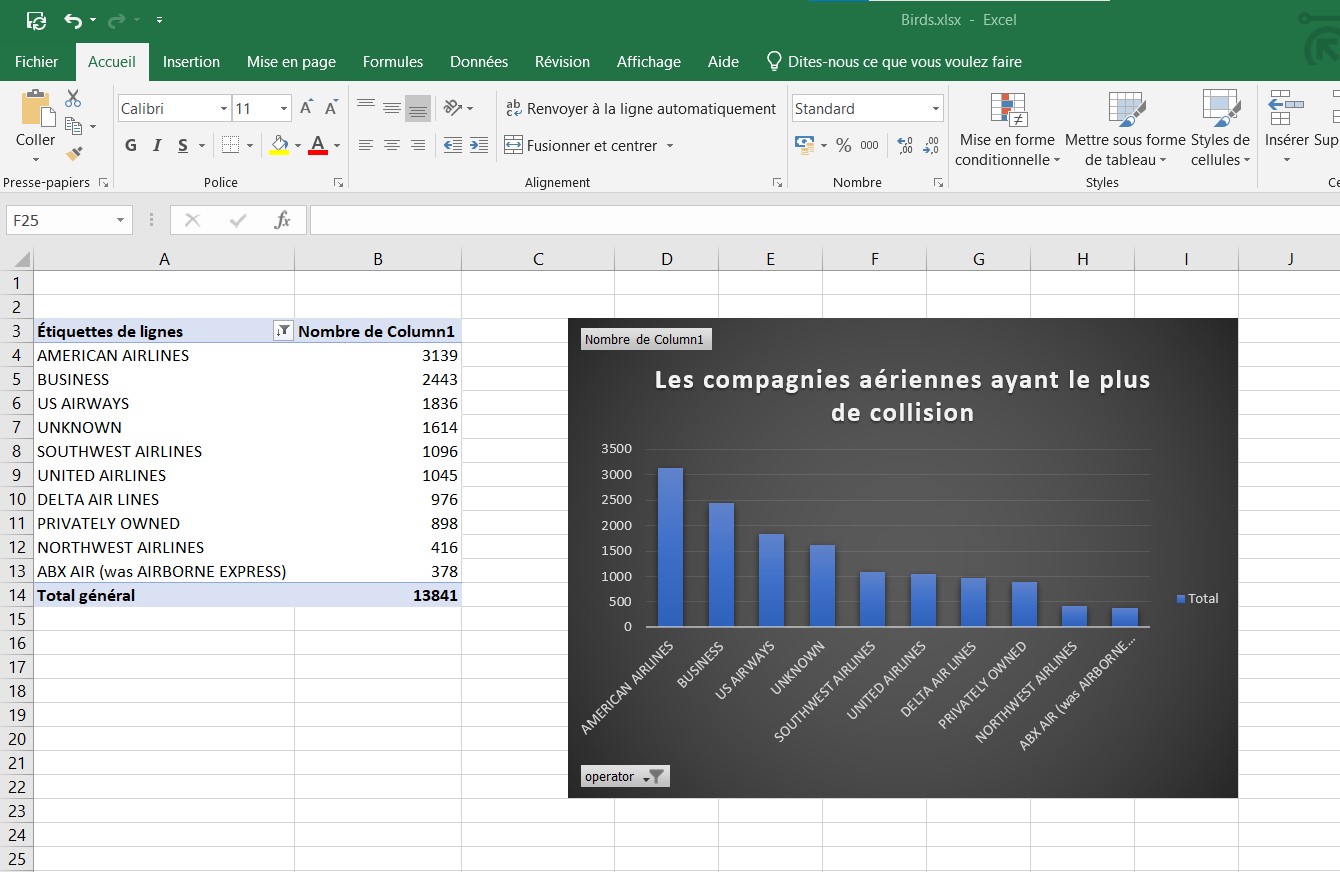 Birds.xlsx - Excel
Fichier Accueil Insertion Mise en page Formules Données Révision Affichage Aide Dites-nous ce que vous voulez faire
Coller
Presse-papiers
Calibri 11
G I S
Police
Renvoyer à la ligne automatiquement
Fusionner et centrer
Alignement
Standard
% 000
Nombre
Mise en forme conditionnelle
Mettre sous forme de tableau
Styles de cellules
Styles
Insérer
F25
fx
A B C D E F G H I J
1
2
3 Étiquettes de lignes Nombre de Column1
4 AMERICAN AIRLINES 3139
5 BUSINESS 2443
6 US AIRWAYS 1836
7 UNKNOWN 1614
8 SOUTHWEST AIRLINES 1096
9 UNITED AIRLINES 1045
10 DELTA AIR LINES 976
11 PRIVATELY OWNED 898
12 NORTHWEST AIRLINES 416
13 ABX AIR (was AIRBORNE EXPRESS) 378
14 Total général 13841
15
16
17
18
19
20
21
22
23
24
25
Nombre de Column1
Les compagnies aériennes ayant le plus
de collision
3500
3000
2500
2000
1500
1000
500
0
AMERICAN AIRLINES
BUSINESS
US AIRWAYS
UNKNOWN
SOUTHWEST AIRLINES
UNITED AIRLINES
DELTA AIR LINES
PRIVATELY OWNED
NORTHWEST AIRLINES
ABX AIR (was AIRBORNE...
Total
operator